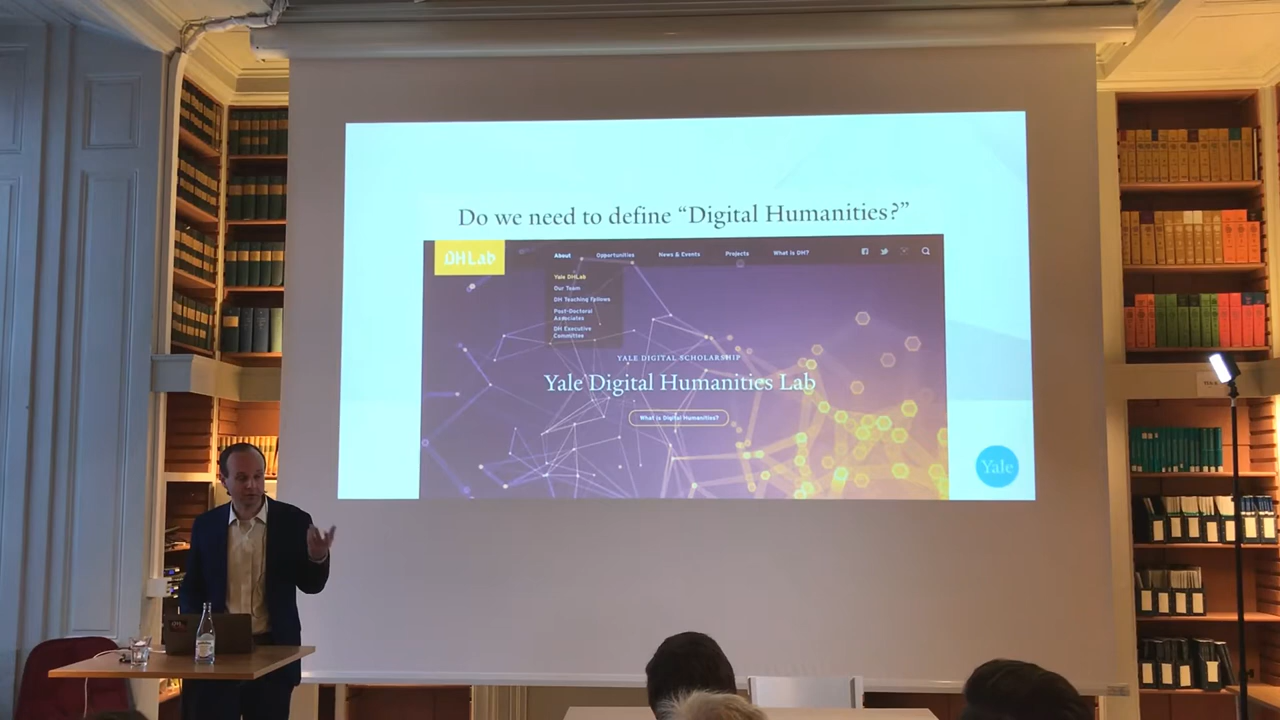 Do we need to define “Digital Humanities?”
DHLab
About
Opportunities
News & Events
Projects
What is DH?
Yale DHLab
Our Team
DH Teaching Fellows
Post-Doctoral
Associates
DH Executive
Committee
YALE DIGITAL SCHOLARSHIP
Yale Digital Humanities Lab
What is Digital Humanities?
Yale